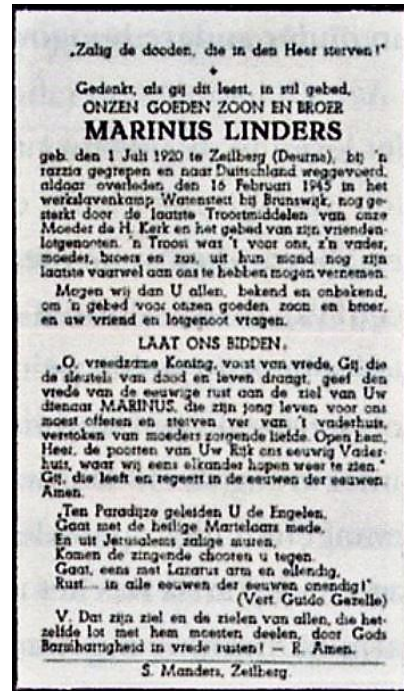 „Zalig de dooden, die in den Heer sterven!"
Gedenkt, als gij dit leest, in stil gebed,
ONZEN GOEDEN ZOON EN BROER
MARINUS LINDERS
geb. den 1 Juli 1920 te Zeilberg (Deurne), bij 'n
razzia gegrepen en naar Duitschland weggevoerd,
aldaar overleden den 16 Februari 1945 in het
werkslavenkamp Watenstett bij Brunswijk, nog ge-
sterkt door de laatste Troostmiddelen van onze
Moeder de H. Kerk en het gebed van zijn vrienden-
lotgenooten. 'n Troost was 't voor ons, z'n vader,
moeder, broers en zus, uit hun mond nog zijn
laatste vaarwel aan ons te hebben mogen vernemen.
Mogen wij dan U allen, bekend en onbekend,
om 'n gebed voor onzen goeden zoon en broer,
en uw vriend en lotgenoot vragen.
LAAT ONS BIDDEN.
„O, vreedzame Koning, vorst van vrede, Gij, die
de sleutels van dood en leven draagt, geef den
vrede van de eeuwige rust aan de ziel van Uw
dienaar MARINUS, die zijn jong leven voor ons
moest offeren en sterven ver van 't vaderhuis,
verstoken van moeders zorgende liefde. Open hem,
Heer, de poorten van Uw Rijk ons eeuwig Vader-
huis, waar wij eens elkander hopen weer te zien.
Gij, die leeft en regeert in de eeuwen der eeuwen
Amen.
„Ten Paradijze geleiden U de Engelen,
Gaat met de heilige Martelaars mede,
En uit Jerusalems zalige muren,
Komen de zingende chooren u tegen.
Gaat, eens met Lazarus arm en ellendig,
Rust — in alle eeuwen der eeuwen onendig!"
(Vert. Guido Gezelle)
V. Dat zijn ziel en de zielen van allen, die het-
zelfde lot met hem moesten deelen, door Gods
Barmhartigheid in vrede rusten! — R. Amen.
S. Manders, Zeilberg.